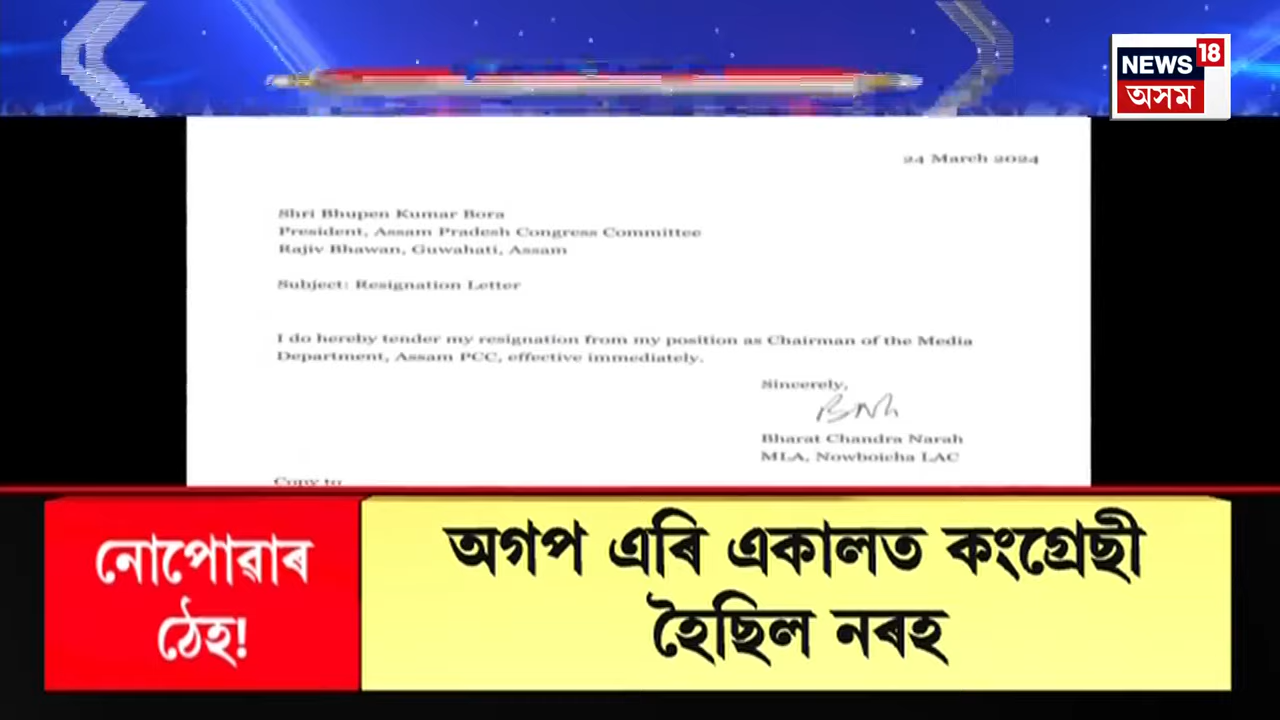 NEWS 18
অসম
24 March 2024
Shri Bhupen Kumar Bora
President, Assam Pradesh Congress Committee
Rajiv Bhawan, Guwahati, Assam
Subject: Resignation Letter
I do hereby tender my resignation from my position as Chairman of the Media
Department, Assam PCC, effective immediately.
Sincerely,
Bharat Chandra Narah
MLA, Nowboicha LAC
Copy to
নোপোৱাৰ
ঠেহ!
অগপ এৰি একালত কংগ্ৰেছী
হৈছিল নৰহ